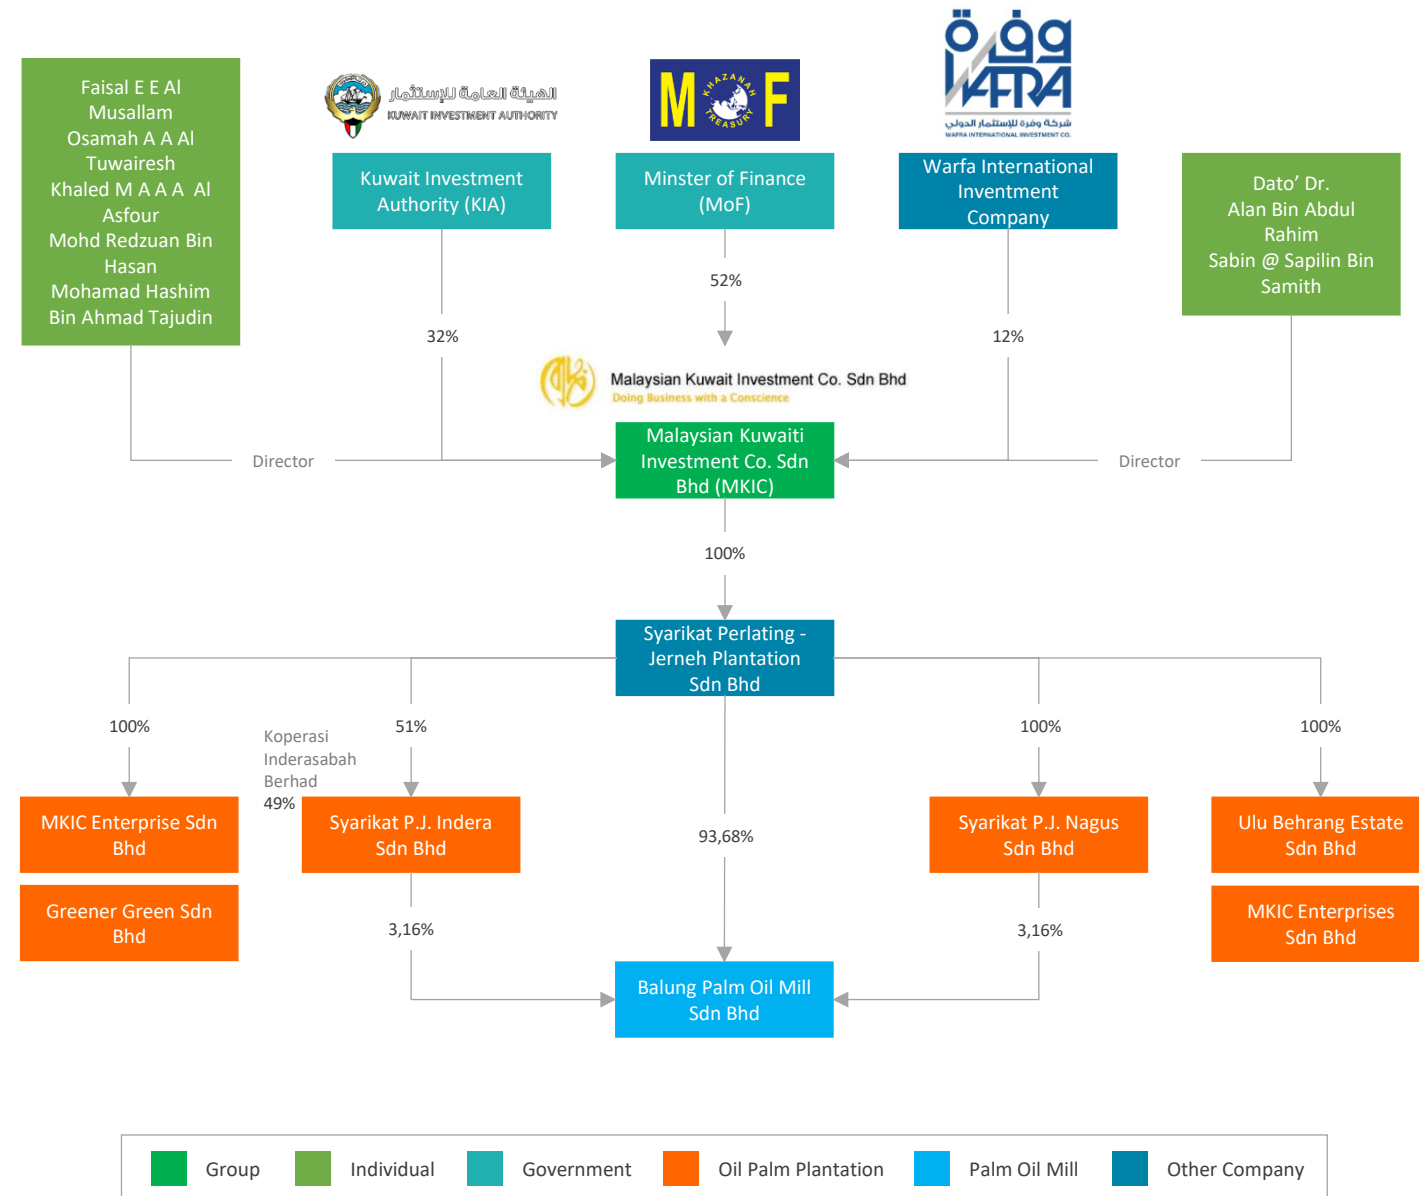 Faisal E E Al
Musallam
Osamah A A Al
Tuwairesh
Khaled M A A A  Al
Asfour
Mohd Redzuan Bin
Hasan
Mohamad Hashim
Bin Ahmad Tajudin
الهيئة العامة للإستثمار
KUWAIT INVESTMENT AUTHORITY
Kuwait Investment
Authority (KIA)
M F
KHAZANAH
TREASURY
Minster of Finance
(MoF)
وفرة
WAFRA
شركة وفرة للإستثمار الدولي
WAFRA INTERNATIONAL INVESTMENT CO.
Warfa International
Inventment
Company
Dato’ Dr.
Alan Bin Abdul
Rahim
Sabin @ Sapilin Bin
Samith
52%
32%
12%
Malaysian Kuwait Investment Co. Sdn Bhd
Doing Business with a Conscience
Malaysian Kuwaiti
Investment Co. Sdn
Bhd (MKIC)
Director
Director
100%
Syarikat Perlating -
Jerneh Plantation
Sdn Bhd
100%
51%
100%
100%
Koperasi
Inderasabah
Berhad
49%
MKIC Enterprise Sdn
Bhd
Syarikat P.J. Indera
Sdn Bhd
93,68%
Syarikat P.J. Nagus
Sdn Bhd
Ulu Behrang Estate
Sdn Bhd
Greener Green Sdn
Bhd
3,16%
3,16%
MKIC Enterprises
Sdn Bhd
Balung Palm Oil Mill
Sdn Bhd
Group
Individual
Government
Oil Palm Plantation
Palm Oil Mill
Other Company